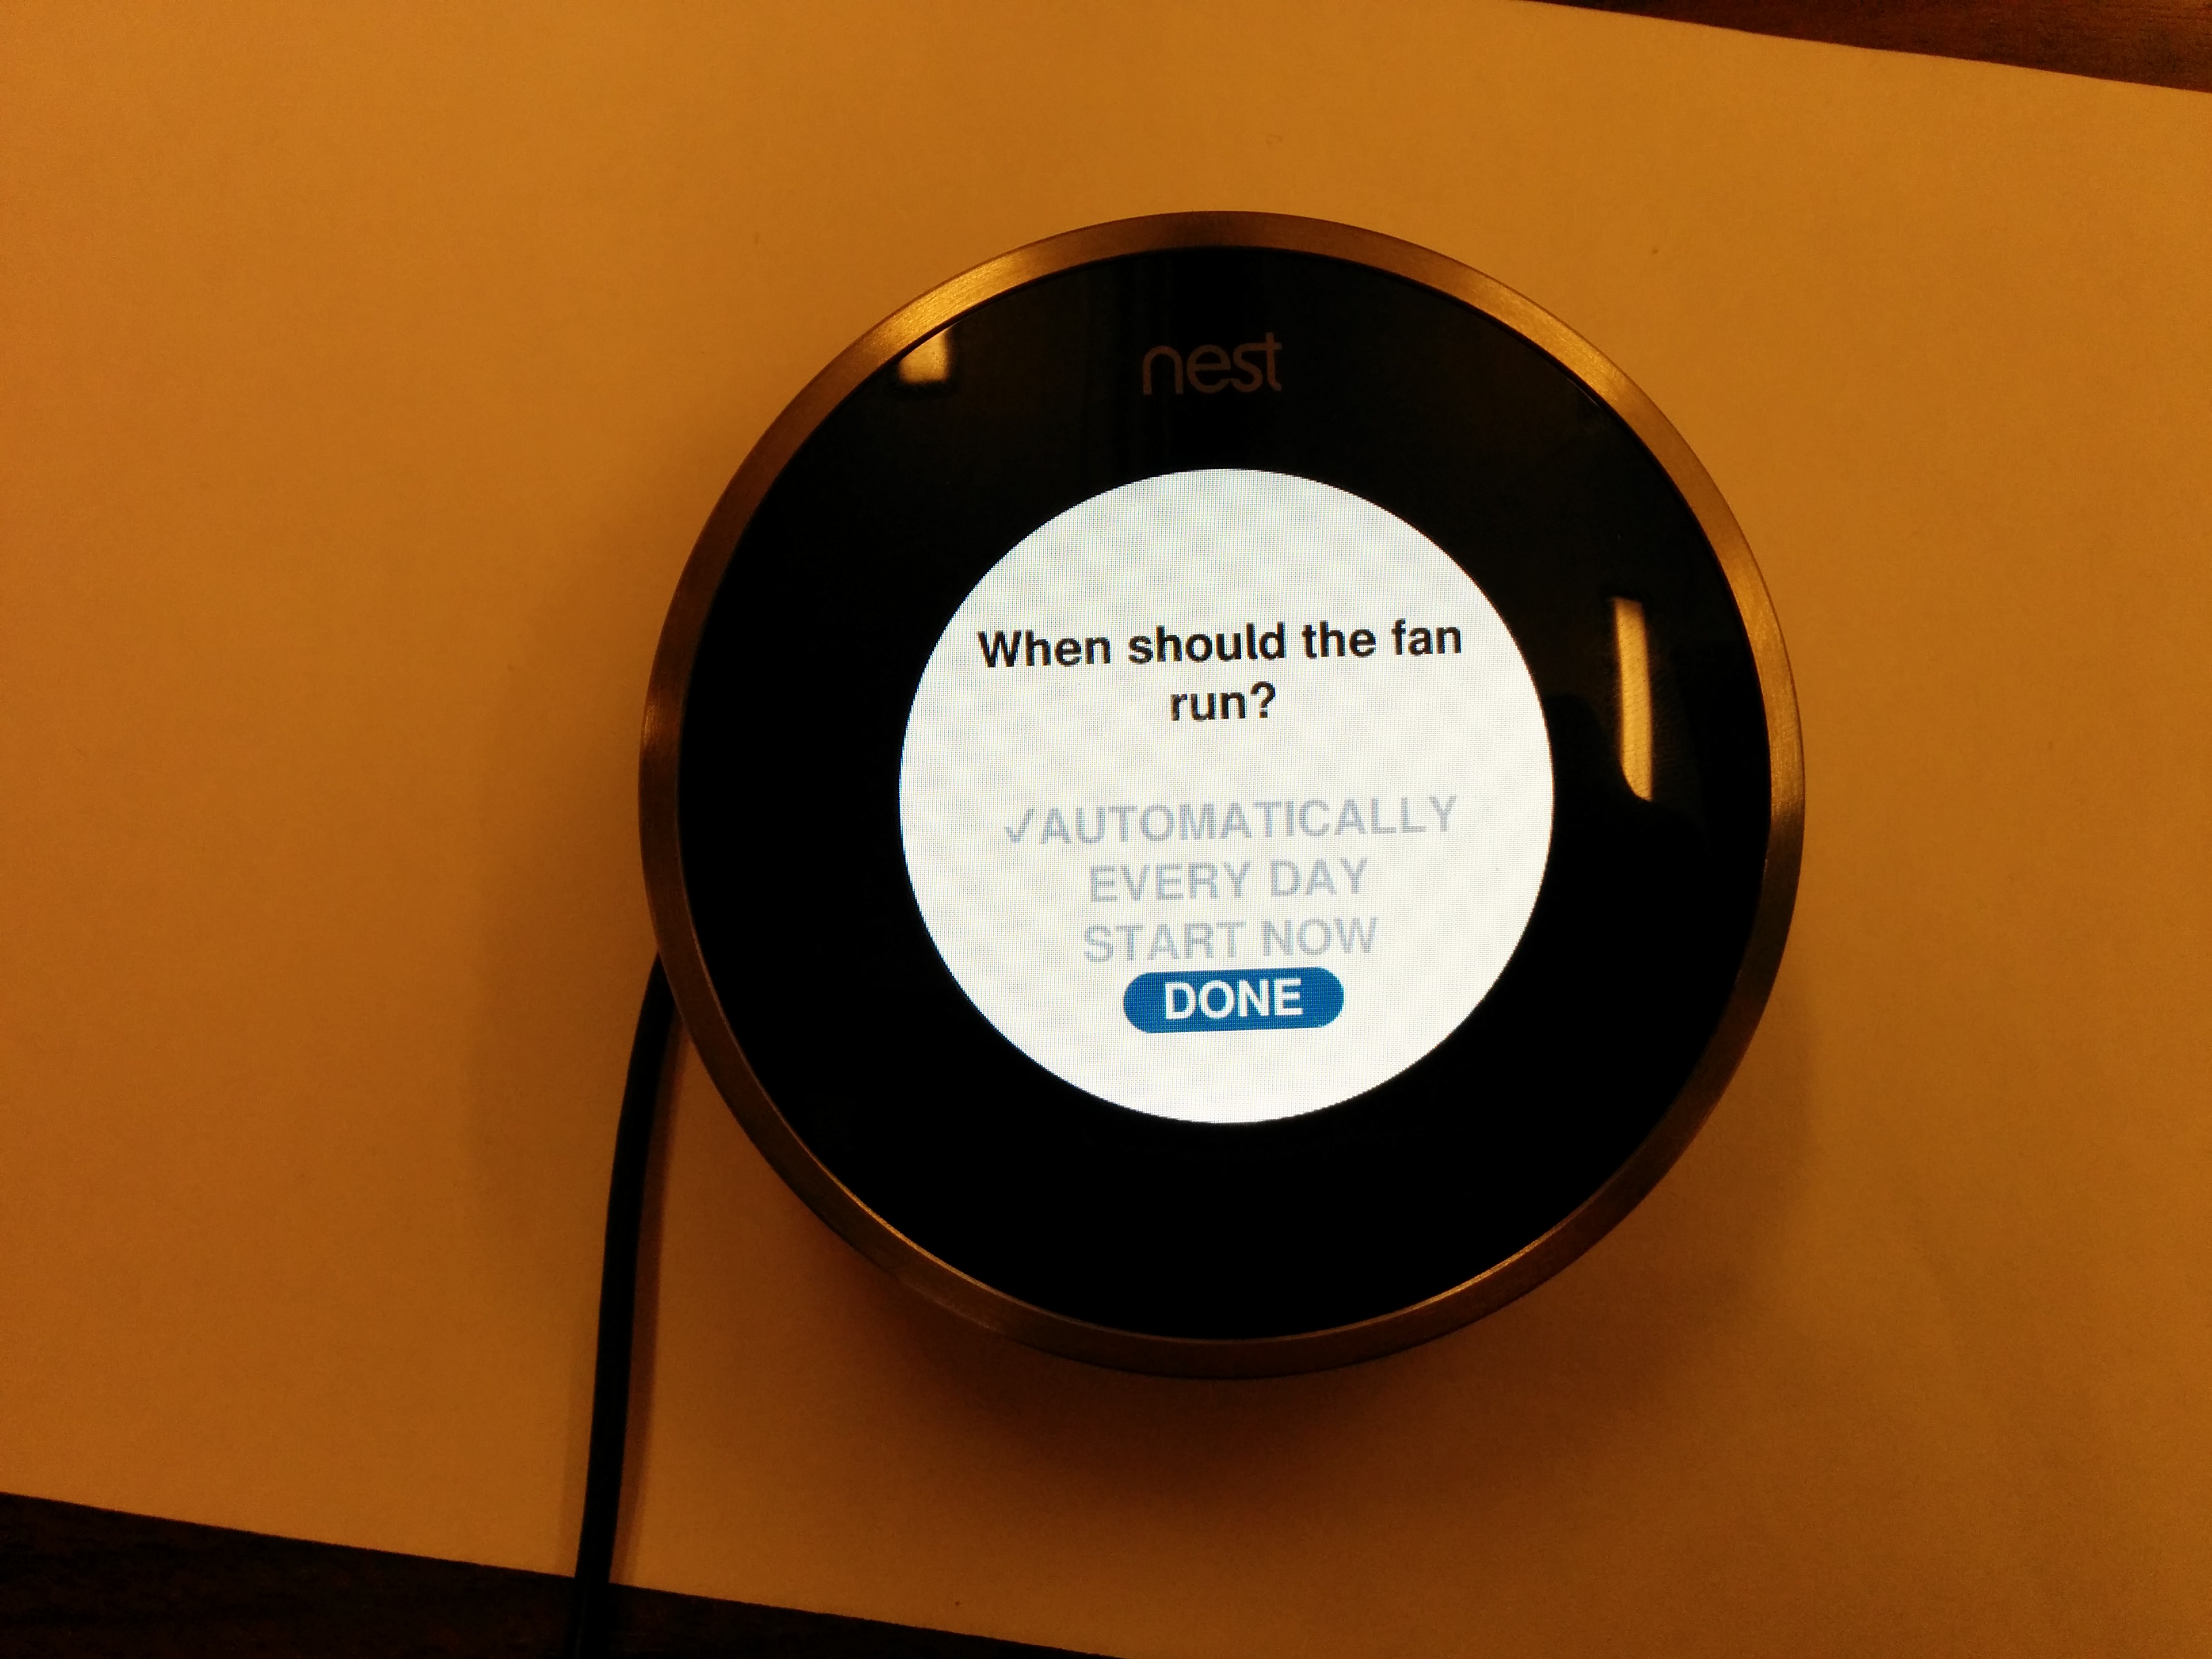 nest
When should the fan
run?
✓AUTOMATICALLY
EVERY DAY
START NOW
DONE